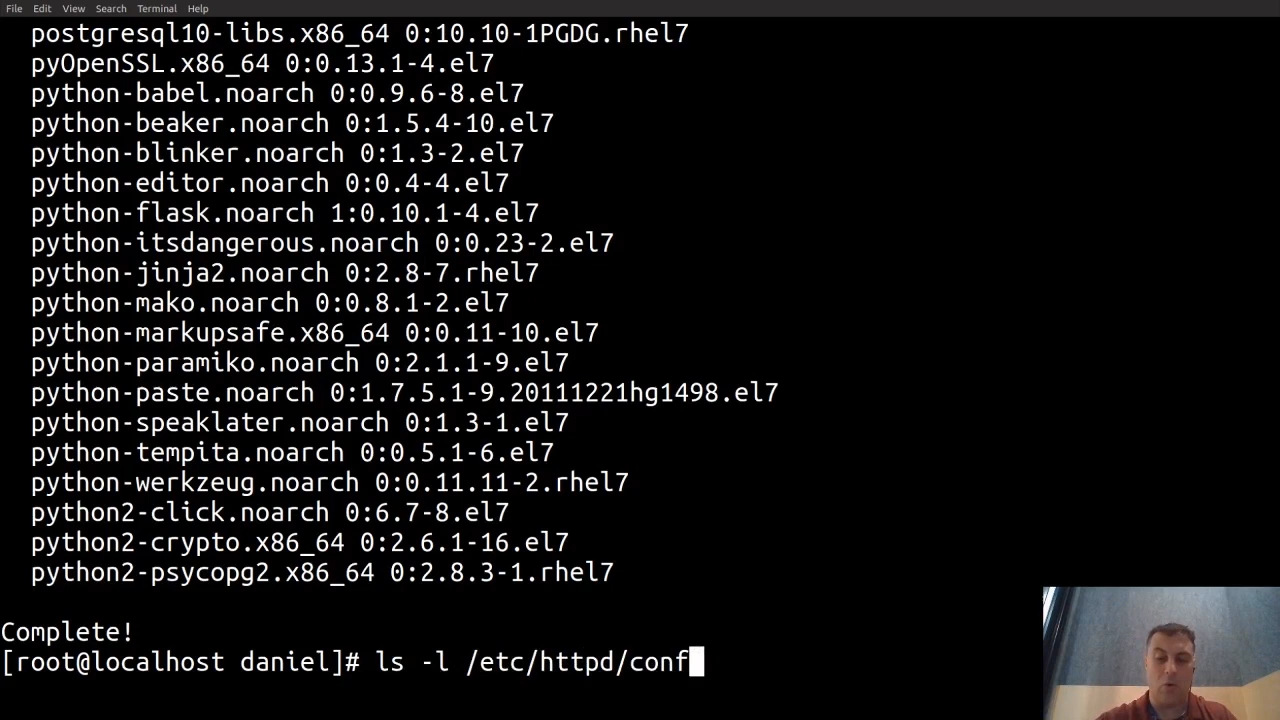 File Edit View Search Terminal Help
postgresql10-libs.x86_64 0:10.10-1PGDG.rhel7
pyOpenSSL.x86_64 0:0.13.1-4.el7
python-babel.noarch 0:0.9.6-8.el7
python-beaker.noarch 0:1.5.4-10.el7
python-blinker.noarch 0:1.3-2.el7
python-editor.noarch 0:0.4-4.el7
python-flask.noarch 1:0.10.1-4.el7
python-itsdangerous.noarch 0:0.23-2.el7
python-jinja2.noarch 0:2.8-7.rhel7
python-mako.noarch 0:0.8.1-2.el7
python-markupsafe.x86_64 0:0.11-10.el7
python-paramiko.noarch 0:2.1.1-9.el7
python-paste.noarch 0:1.7.5.1-9.20111221hg1498.el7
python-speaklater.noarch 0:1.3-1.el7
python-tempita.noarch 0:0.5.1-6.el7
python-werkzeug.noarch 0:0.11.11-2.rhel7
python2-click.noarch 0:6.7-8.el7
python2-crypto.x86_64 0:2.6.1-16.el7
python2-psycopg2.x86_64 0:2.8.3-1.rhel7
Complete!
[root@localhost daniel]# ls -l /etc/httpd/conf